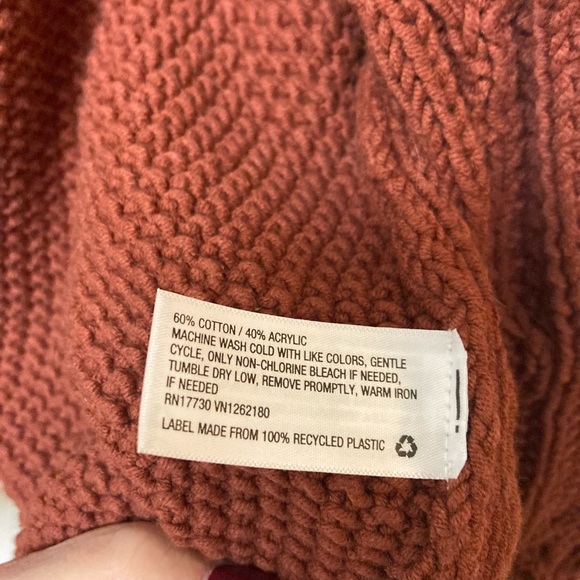 60% COTTON / 40% ACRYLIC
MACHINE WASH COLD WITH LIKE COLORS, GENTLE
CYCLE, ONLY NON-CHLORINE BLEACH IF NEEDED,
TUMBLE DRY LOW, REMOVE PROMPTLY, WARM IRON
IF NEEDED
RN17730 VN1262180
LABEL MADE FROM 100% RECYCLED PLASTIC